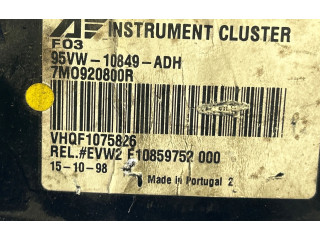 INSTRUMENT CLUSTER
F03
95VW-10849-ADH
7M0920800R
VHQF1075826
REL.#EVW2 F10859752 000
15-10-98
Made in Portugal 2